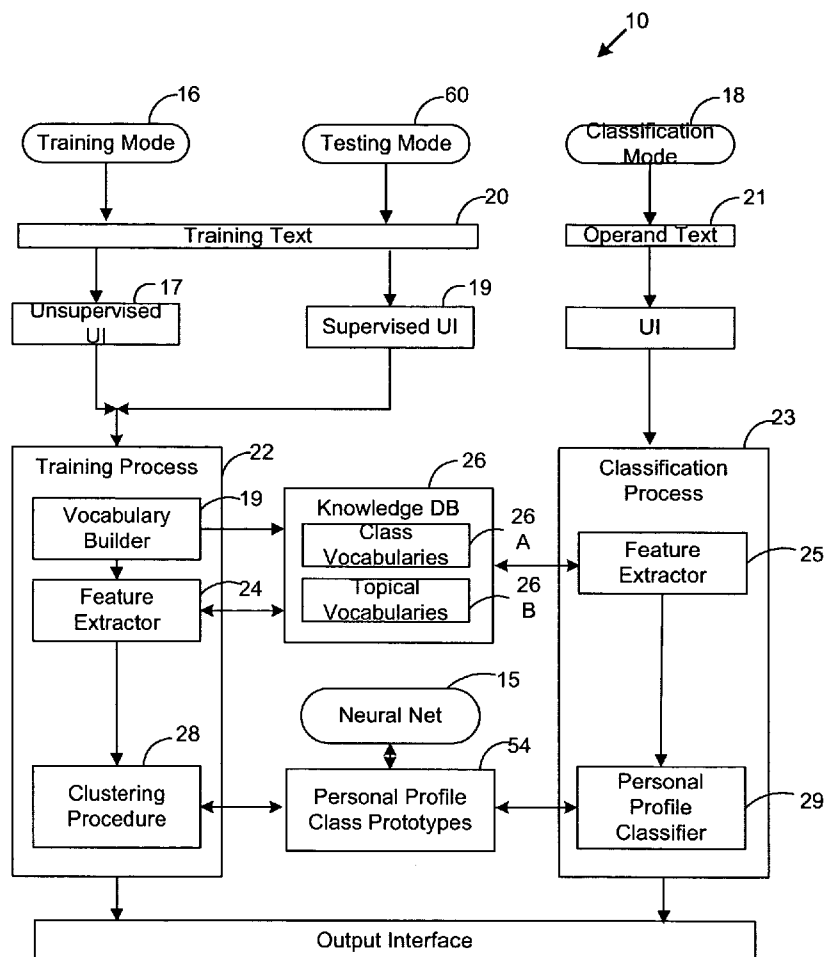 10
16
60
18
Training Mode
Testing Mode
Classification
Mode
20
21
Training Text
Operand Text
17
19
Unsupervised
UI
Supervised UI
UI
23
Training Process
22
26
Classification
Process
19
Vocabulary
Builder
Knowledge DB
Class
Vocabularies
26
A
Feature
Extractor
25
Feature
Extractor
24
Topical
Vocabularies
26
B
15
Neural Net
28
54
Clustering
Procedure
Personal Profile
Class Prototypes
Personal
Profile
Classifier
29
Output Interface